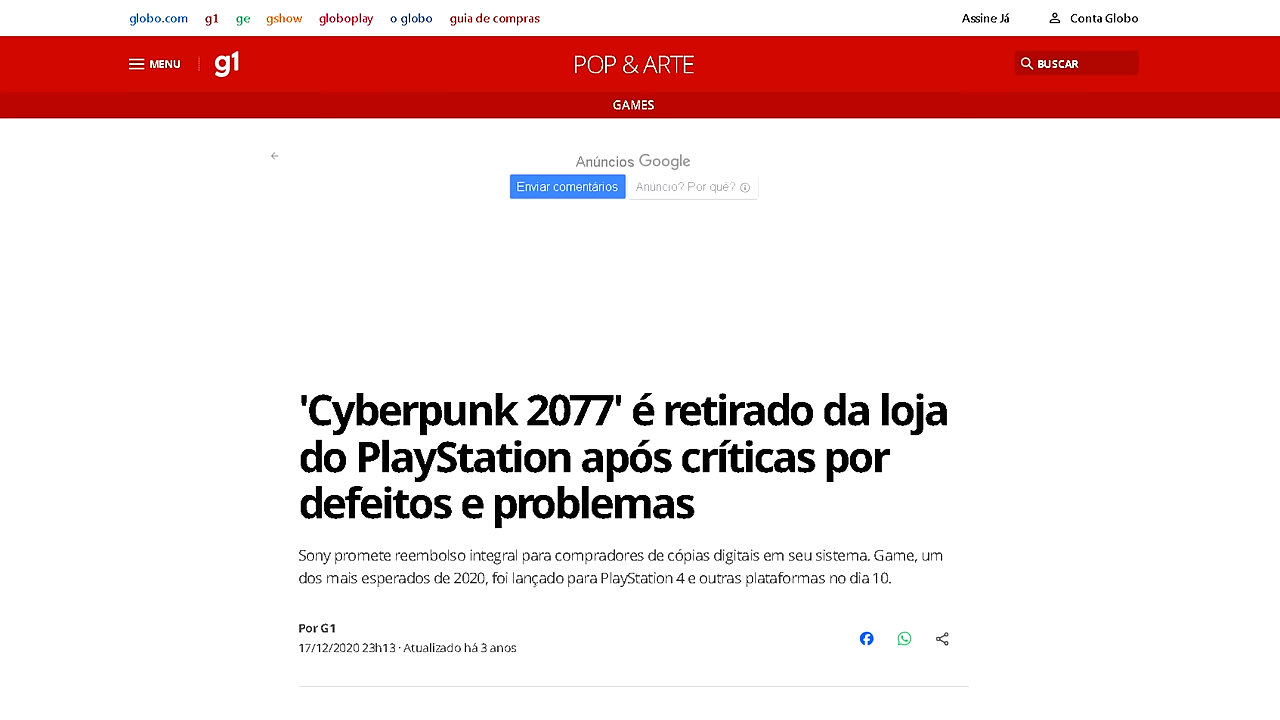 globo.com g1 ge gshow globoplay o globo guia de compras Assine Já Conta Globo
MENU g1 POP & ARTE BUSCAR
GAMES
Anúncios Google
Enviar comentários Anúncio? Por quê?
'Cyberpunk 2077' é retirado da loja
do PlayStation após críticas por
defeitos e problemas
Sony promete reembolso integral para compradores de cópias digitais em seu sistema. Game, um
dos mais esperados de 2020, foi lançado para PlayStation 4 e outras plataformas no dia 10.
Por G1
17/12/2020 23h13 · Atualizado há 3 anos